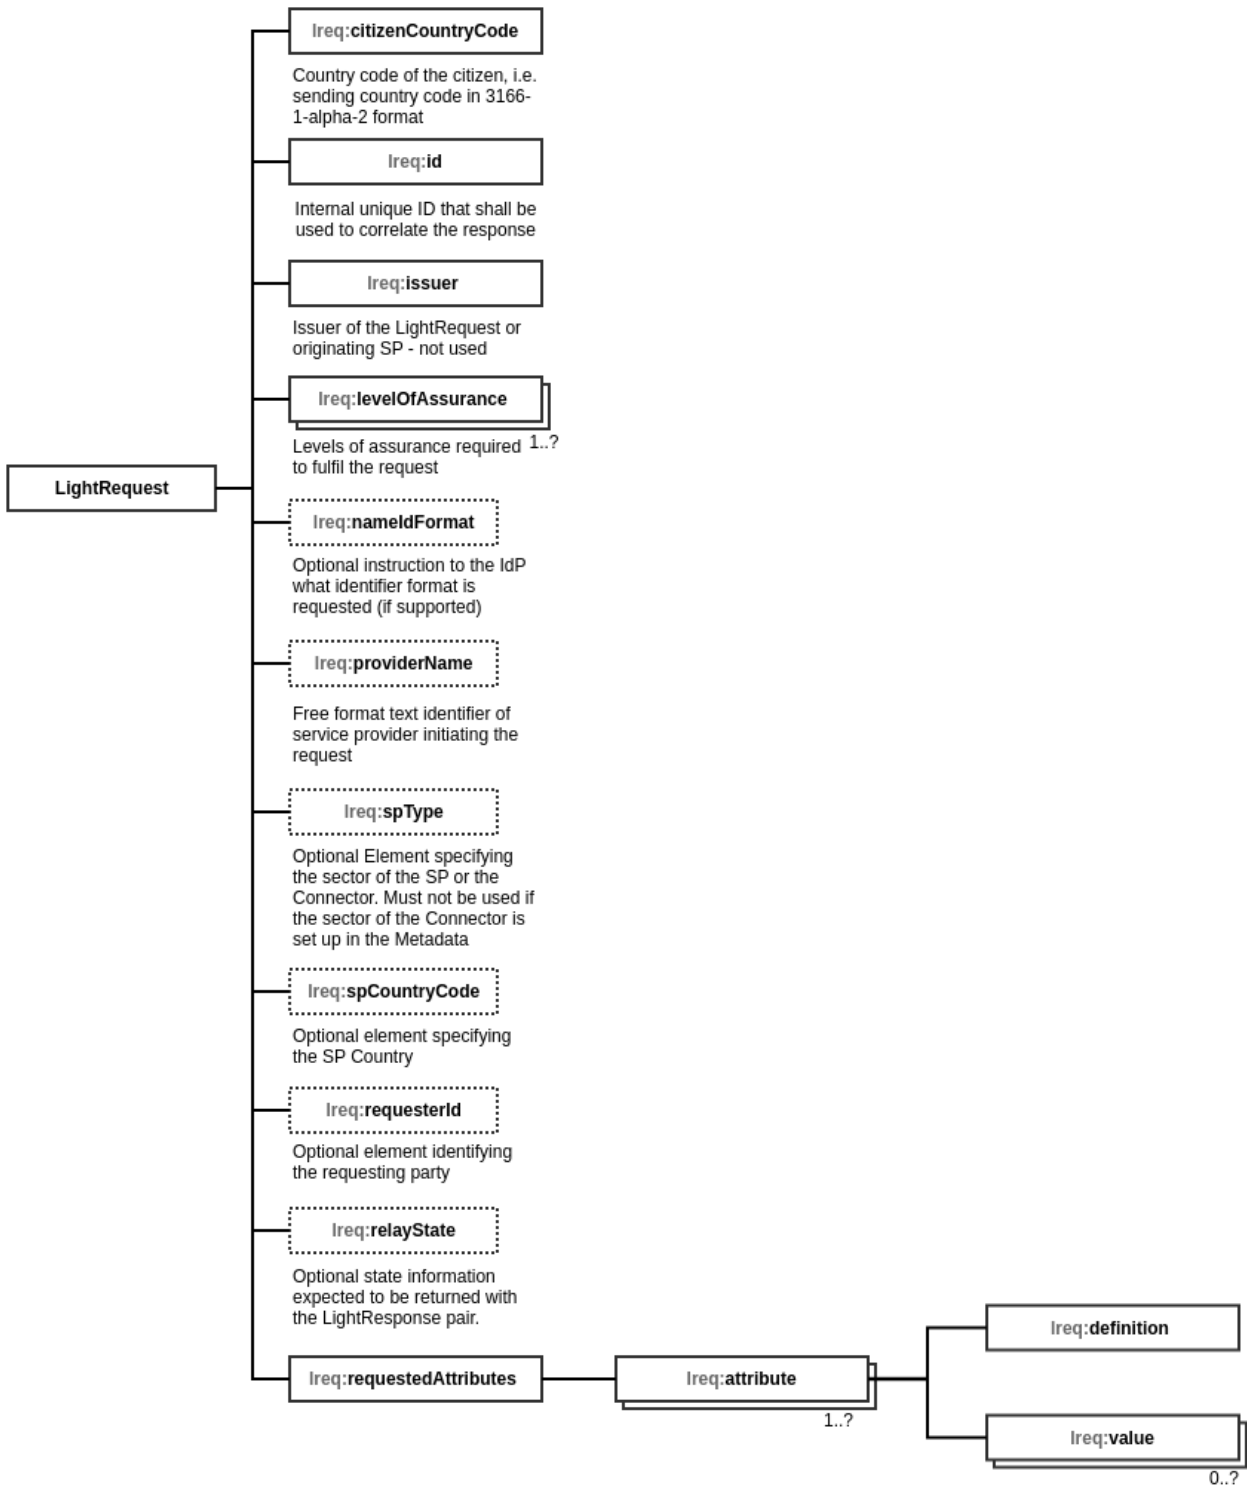 lreq:citizenCountryCode
Country code of the citizen, i.e.
sending country code in 3166-
1-alpha-2 format
lreq:id
Internal unique ID that shall be
used to correlate the response
lreq:issuer
Issuer of the LightRequest or
originating SP - not used
lreq:levelOfAssurance
1..?
Levels of assurance required
to fulfil the request
LightRequest
lreq:nameIdFormat
Optional instruction to the IdP
what identifier format is
requested (if supported)
lreq:providerName
Free format text identifier of
service provider initiating the
request
lreq:spType
Optional Element specifying
the sector of the SP or the
Connector. Must not be used if
the sector of the Connector is
set up in the Metadata
lreq:spCountryCode
Optional element specifying
the SP Country
lreq:requesterId
Optional element identifying
the requesting party
lreq:relayState
Optional state information
expected to be returned with
the LightResponse pair.
lreq:requestedAttributes
lreq:attribute
1..?
lreq:definition
lreq:value
0..?